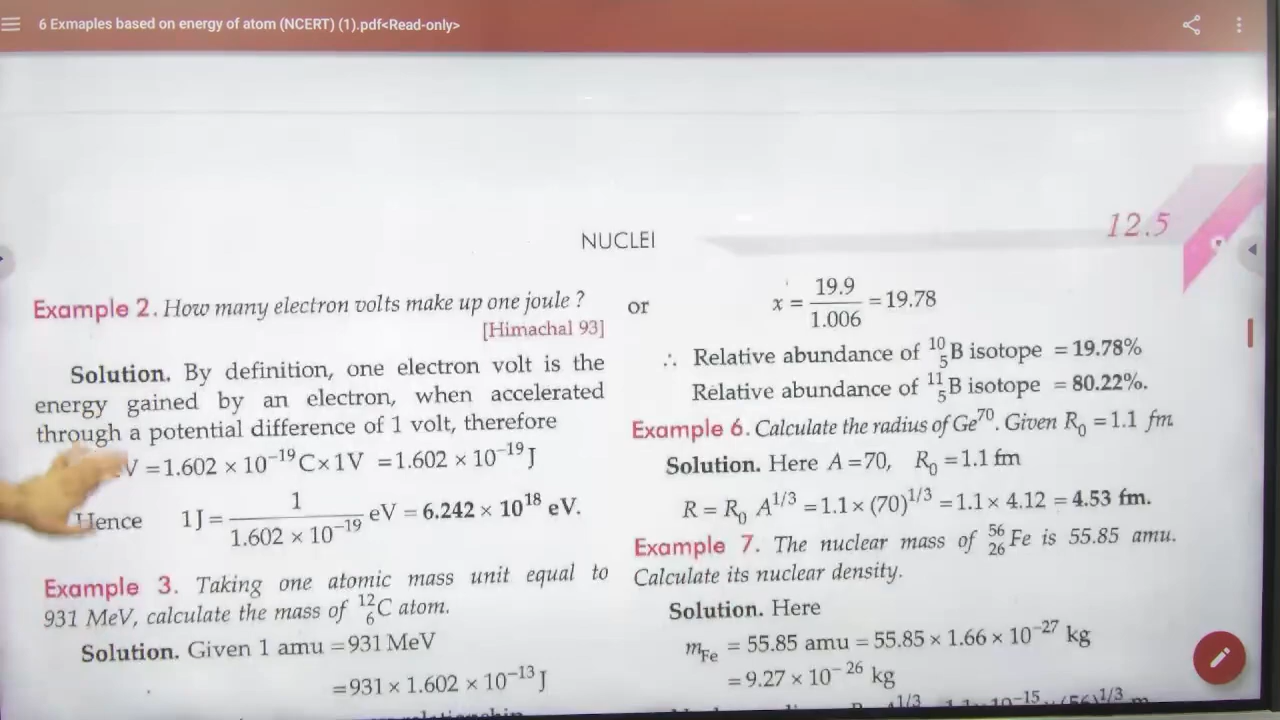 6 Exmaples based on energy of atom (NCERT) (1).pdf<Read-only>
NUCLEI
12.5
Example 2. How many electron volts make up one joule ?
[Himachal 93]
Solution. By definition, one electron volt is the
energy gained by an electron, when accelerated
through a potential difference of 1 volt, therefore
V = 1.602 × 10⁻¹⁹ C × 1V = 1.602 × 10⁻¹⁹ J
Hence 1J = 1 / 1.602 × 10⁻¹⁹ eV = 6.242 × 10¹⁸ eV.
Example 3. Taking one atomic mass unit equal to
931 MeV, calculate the mass of ¹²₆C atom.
Solution. Given 1 amu = 931 MeV
= 931 × 1.602 × 10⁻¹³ J
or x = 19.9 / 1.006 = 19.78
∴ Relative abundance of ¹⁰₅B isotope = 19.78%
Relative abundance of ¹¹₅B isotope = 80.22%.
Example 6. Calculate the radius of Ge⁷⁰. Given R₀ = 1.1 fm
Solution. Here A = 70, R₀ = 1.1 fm
R = R₀ A^1/3 = 1.1 × (70)^1/3 = 1.1 × 4.12 = 4.53 fm.
Example 7. The nuclear mass of ⁵⁶₂₆Fe is 55.85 amu.
Calculate its nuclear density.
Solution. Here
m_Fe = 55.85 amu = 55.85 × 1.66 × 10⁻²⁷ kg
= 9.27 × 10⁻²⁶ kg